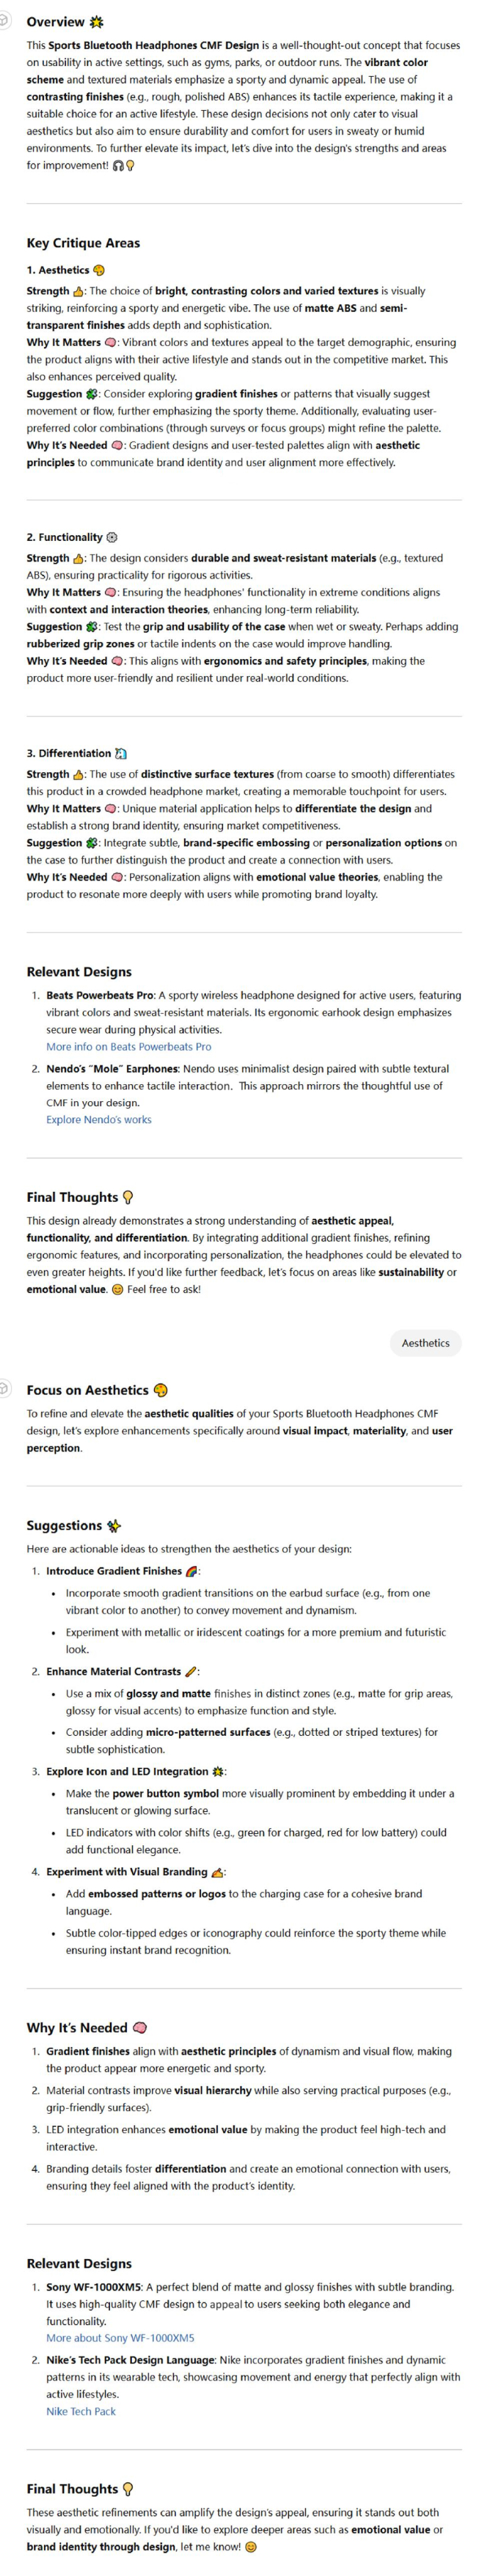 Overview 🌟
This Sports Bluetooth Headphones CMF Design is a well-thought-out concept that focuses
on usability in active settings, such as gyms, parks, or outdoor runs. The vibrant color
scheme and textured materials emphasize a sporty and dynamic appeal. The use of
contrasting finishes (e.g., rough, polished ABS) enhances its tactile experience, making it a
suitable choice for an active lifestyle. These design decisions not only cater to visual
aesthetics but also aim to ensure durability and comfort for users in sweaty or humid
environments. To further elevate its impact, let's dive into the design's strengths and areas
for improvement! 🎧💡
Key Critique Areas
1. Aesthetics 🎨
Strength 👍: The choice of bright, contrasting colors and varied textures is visually
striking, reinforcing a sporty and energetic vibe. The use of matte ABS and semi-
transparent finishes adds depth and sophistication.
Why It Matters 🧠: Vibrant colors and textures appeal to the target demographic, ensuring
the product aligns with their active lifestyle and stands out in the competitive market. This
also enhances perceived quality.
Suggestion 🧩: Consider exploring gradient finishes or patterns that visually suggest
movement or flow, further emphasizing the sporty theme. Additionally, evaluating user-
preferred color combinations (through surveys or focus groups) might refine the palette.
Why It's Needed 🧠: Gradient designs and user-tested palettes align with aesthetic
principles to communicate brand identity and user alignment more effectively.
2. Functionality ⚙️
Strength 👍: The design considers durable and sweat-resistant materials (e.g., textured
ABS), ensuring practicality for rigorous activities.
Why It Matters 🧠: Ensuring the headphones' functionality in extreme conditions aligns
with context and interaction theories, enhancing long-term reliability.
Suggestion 🧩: Test the grip and usability of the case when wet or sweaty. Perhaps adding
rubberized grip zones or tactile indents on the case would improve handling.
Why It's Needed 🧠: This aligns with ergonomics and safety principles, making the
product more user-friendly and resilient under real-world conditions.
3. Differentiation 🦄
Strength 👍: The use of distinctive surface textures (from coarse to smooth) differentiates
this product in a crowded headphone market, creating a memorable touchpoint for users.
Why It Matters 🧠: Unique material application helps to differentiate the design and
establish a strong brand identity, ensuring market competitiveness.
Suggestion 🧩: Integrate subtle, brand-specific embossing or personalization options on
the case to further distinguish the product and create a connection with users.
Why It's Needed 🧠: Personalization aligns with emotional value theories, enabling the
product to resonate more deeply with users while promoting brand loyalty.
Relevant Designs
1. Beats Powerbeats Pro: A sporty wireless headphone designed for active users, featuring
vibrant colors and sweat-resistant materials. Its ergonomic earhook design emphasizes
secure wear during physical activities.
More info on Beats Powerbeats Pro
2. Nendo's "Mole" Earphones: Nendo uses minimalist design paired with subtle textural
elements to enhance tactile interaction. This approach mirrors the thoughtful use of
CMF in your design.
Explore Nendo's works
Final Thoughts 💡
This design already demonstrates a strong understanding of aesthetic appeal,
functionality, and differentiation. By integrating additional gradient finishes, refining
ergonomic features, and incorporating personalization, the headphones could be elevated to
even greater heights. If you'd like further feedback, let's focus on areas like sustainability or
emotional value. 😊 Feel free to ask!
Aesthetics
Focus on Aesthetics 🎨
To refine and elevate the aesthetic qualities of your Sports Bluetooth Headphones CMF
design, let's explore enhancements specifically around visual impact, materiality, and user
perception.
Suggestions ✨
Here are actionable ideas to strengthen the aesthetics of your design:
1. Introduce Gradient Finishes 🌈:
• Incorporate smooth gradient transitions on the earbud surface (e.g., from one
vibrant color to another) to convey movement and dynamism.
• Experiment with metallic or iridescent coatings for a more premium and futuristic
look.
2. Enhance Material Contrasts 🖌️:
• Use a mix of glossy and matte finishes in distinct zones (e.g., matte for grip areas,
glossy for visual accents) to emphasize function and style.
• Consider adding micro-patterned surfaces (e.g., dotted or striped textures) for
subtle sophistication.
3. Explore Icon and LED Integration 🌟:
• Make the power button symbol more visually prominent by embedding it under a
translucent or glowing surface.
• LED indicators with color shifts (e.g., green for charged, red for low battery) could
add functional elegance.
4. Experiment with Visual Branding ✍️:
• Add embossed patterns or logos to the charging case for a cohesive brand
language.
• Subtle color-tipped edges or iconography could reinforce the sporty theme while
ensuring instant brand recognition.
Why It's Needed 🧠
1. Gradient finishes align with aesthetic principles of dynamism and visual flow, making
the product appear more energetic and sporty.
2. Material contrasts improve visual hierarchy while also serving practical purposes (e.g.,
grip-friendly surfaces).
3. LED integration enhances emotional value by making the product feel high-tech and
interactive.
4. Branding details foster differentiation and create an emotional connection with users,
ensuring they feel aligned with the product's identity.
Relevant Designs
1. Sony WF-1000XM5: A perfect blend of matte and glossy finishes with subtle branding.
It uses high-quality CMF design to appeal to users seeking both elegance and
functionality.
More about Sony WF-1000XM5
2. Nike's Tech Pack Design Language: Nike incorporates gradient finishes and dynamic
patterns in its wearable tech, showcasing movement and energy that perfectly align with
active lifestyles.
Nike Tech Pack
Final Thoughts 💡
These aesthetic refinements can amplify the design's appeal, ensuring it stands out both
visually and emotionally. If you'd like to explore deeper areas such as emotional value or
brand identity through design, let me know! 😊